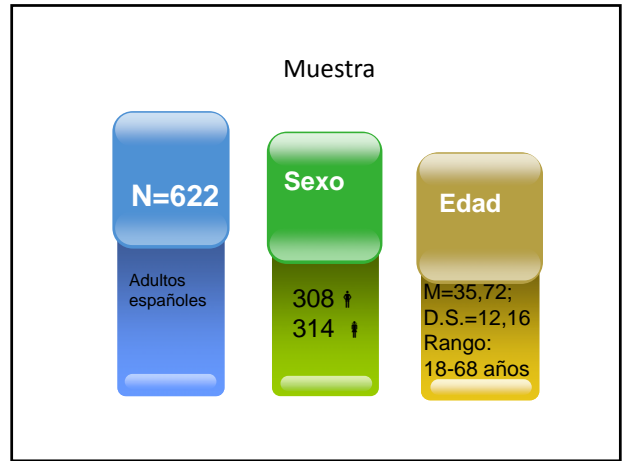 Muestra
N=622
Adultos
españoles
Sexo
308
314
Edad
M=35,72;
D.S.=12,16
Rango:
18-68 años